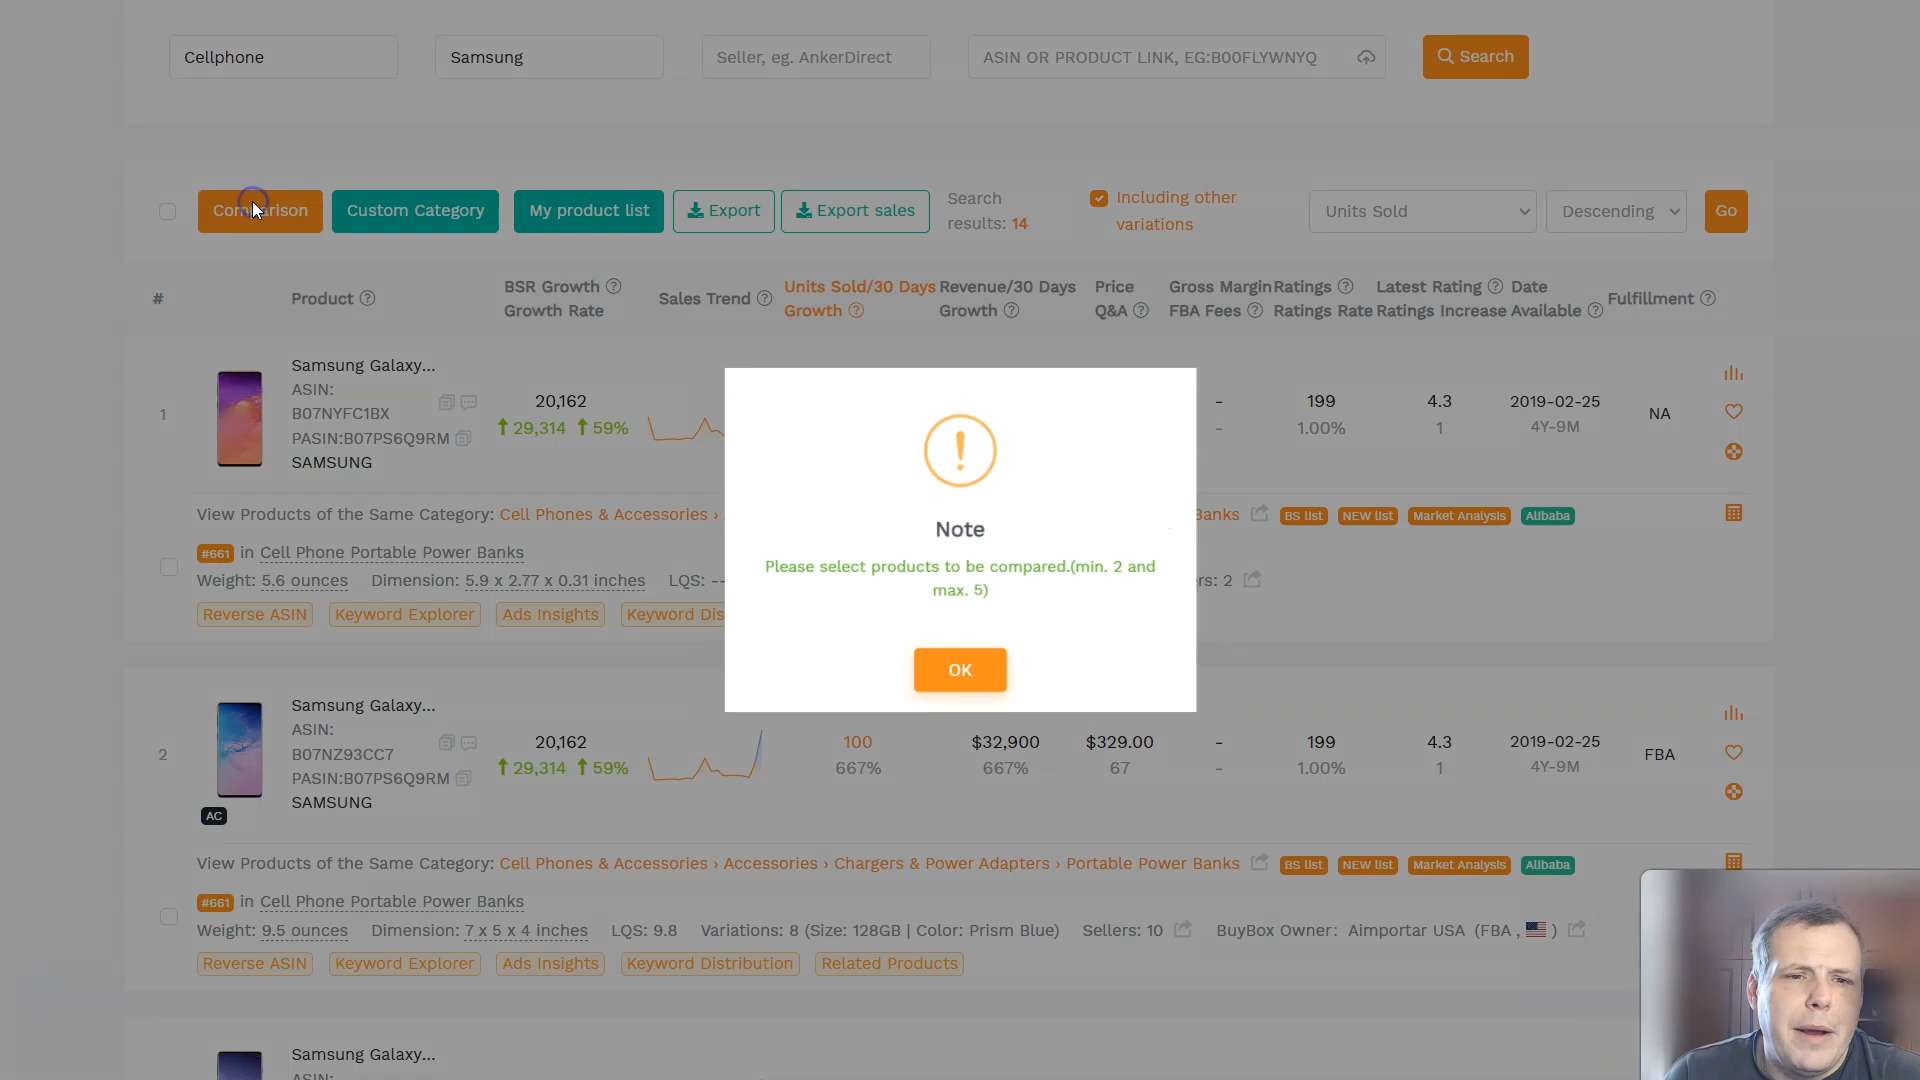 Cellphone
Samsung
Seller, eg. AnkerDirect
ASIN OR PRODUCT LINK, EG:B00FLYWNYQ
Search
Comparison
Custom Category
My product list
Export
Export sales
Search
results: 14
Including other
variations
Units Sold
Descending
Go
#
Product
BSR Growth
Growth Rate
Sales Trend
Units Sold/30 Days
Growth
Revenue/30 Days
Growth
Price
Q&A
Gross Margin
FBA Fees
Ratings
Ratings Rate
Latest Rating
Ratings Increase
Date
Available
Fulfillment
1
Samsung Galaxy...
ASIN:
B07NYFC1BX
PASIN:B07PS6Q9RM
SAMSUNG
20,162
29,314 59%
-
-
199
1.00%
4.3
1
2019-02-25
4Y-9M
NA
View Products of the Same Category: Cell Phones & Accessories ›
Banks
BS list
NEW list
Market Analysis
Alibaba
#661 in Cell Phone Portable Power Banks
Weight: 5.6 ounces Dimension: 5.9 x 2.77 x 0.31 inches LQS: --
rs: 2
Reverse ASIN
Keyword Explorer
Ads Insights
Keyword Dis
!
Note
Please select products to be compared.(min. 2 and
max. 5)
OK
2
Samsung Galaxy...
ASIN:
B07NZ93CC7
PASIN:B07PS6Q9RM
SAMSUNG
AC
20,162
29,314 59%
100
667%
$32,900
667%
$329.00
67
-
-
199
1.00%
4.3
1
2019-02-25
4Y-9M
FBA
View Products of the Same Category: Cell Phones & Accessories › Accessories › Chargers & Power Adapters › Portable Power Banks
BS list
NEW list
Market Analysis
Alibaba
#661 in Cell Phone Portable Power Banks
Weight: 9.5 ounces Dimension: 7 x 5 x 4 inches LQS: 9.8 Variations: 8 (Size: 128GB | Color: Prism Blue) Sellers: 10 BuyBox Owner: Aimportar USA (FBA , )
Reverse ASIN
Keyword Explorer
Ads Insights
Keyword Distribution
Related Products
Samsung Galaxy...
ASIN: